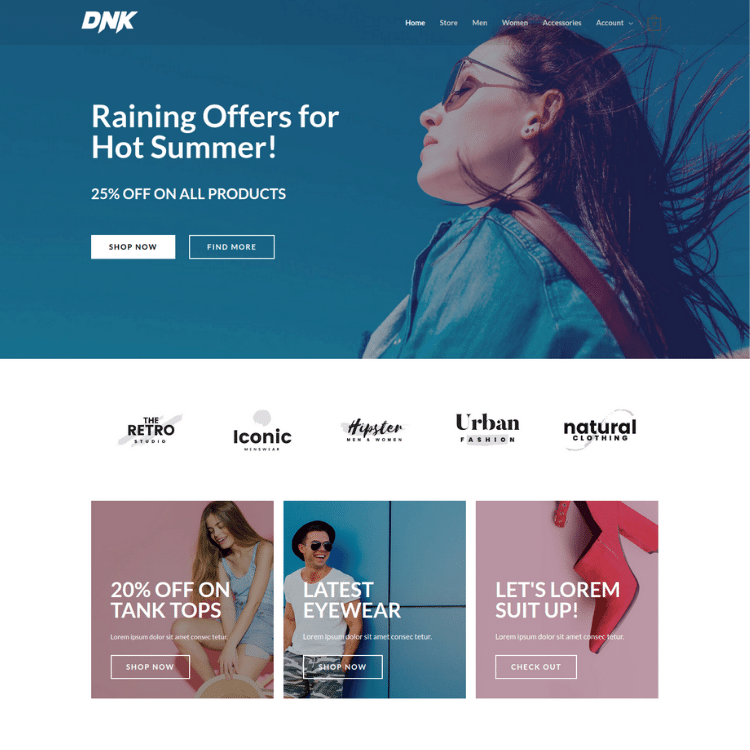 DNK
Home Store Men Women Accessories Account
Raining Offers for
Hot Summer!
25% OFF ON ALL PRODUCTS
SHOP NOW FIND MORE
THE
RETRO
STUDIO
Iconic
MENSWEAR
Hipster
MEN & WOMEN
Urban
FASHION
natural
CLOTHING
20% OFF ON
TANK TOPS
Lorem ipsum dolor sit amet consec tetur.
SHOP NOW
LATEST
EYEWEAR
Lorem ipsum dolor sit amet consec tetur.
SHOP NOW
LET'S LOREM
SUIT UP!
Lorem ipsum dolor sit amet consec tetur.
CHECK OUT